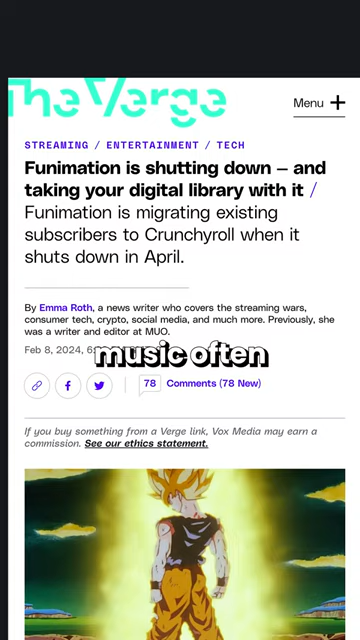 The Verge
Menu
STREAMING / ENTERTAINMENT / TECH
Funimation is shutting down — and
taking your digital library with it /
Funimation is migrating existing
subscribers to Crunchyroll when it
shuts down in April.
By Emma Roth, a news writer who covers the streaming wars,
consumer tech, crypto, social media, and much more. Previously, she
was a writer and editor at MUO.
Feb 8, 2024,
music often
78 Comments (78 New)
If you buy something from a Verge link, Vox Media may earn a
commission. See our ethics statement.